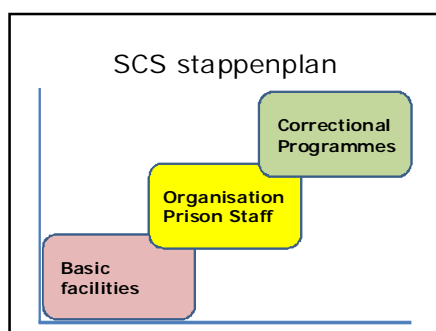 SCS stappenplan
Correctional
Programmes
Organisation
Prison Staff
Basic
facilities